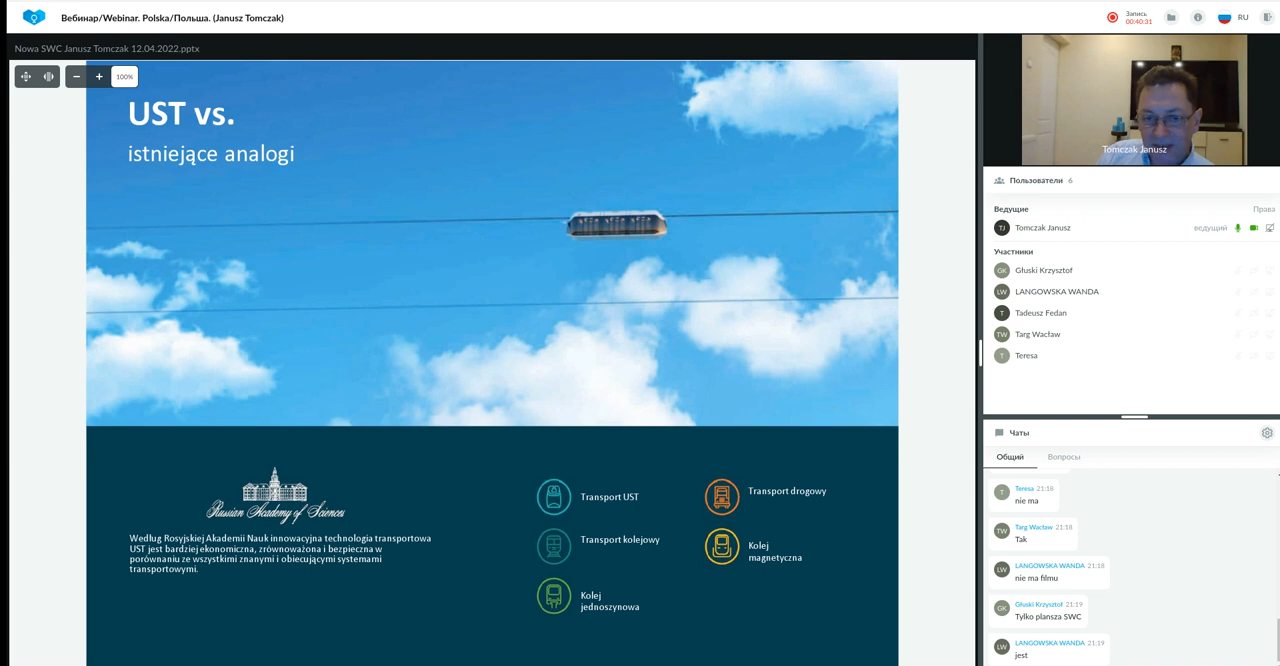 Вебинар/Webinar. Polska/Польша. (Janusz Tomczak)
Запись
00:40:31
RU
Nowa SWC Janusz Tomczak 12.04.2022.pptx
100%
UST vs.
istniejące analogi
Russian Academy of Sciences
Według Rosyjskiej Akademii Nauk innowacyjna technologia transportowa
UST jest bardziej ekonomiczna, zrównoważona i bezpieczna w
porównaniu ze wszystkimi znanymi i obiecującymi systemami
transportowymi.
Transport UST
Transport kolejowy
Kolej
jednoszynowa
Transport drogowy
Kolej
magnetyczna
Tomczak Janusz
Пользователи 6
Ведущие Права
TJ Tomczak Janusz ведущий
Участники
GK Głuski Krzysztof
LW LANGOWSKA WANDA
T Tadeusz Fedan
TW Targ Wacław
T Teresa
Чаты
Общий Вопросы
T Teresa 21:18
nie ma
TW Targ Wacław 21:18
Tak
LW LANGOWSKA WANDA 21:18
nie ma filmu
GK Głuski Krzysztof 21:19
Tylko plansza SWC
LW LANGOWSKA WANDA 21:19
jest